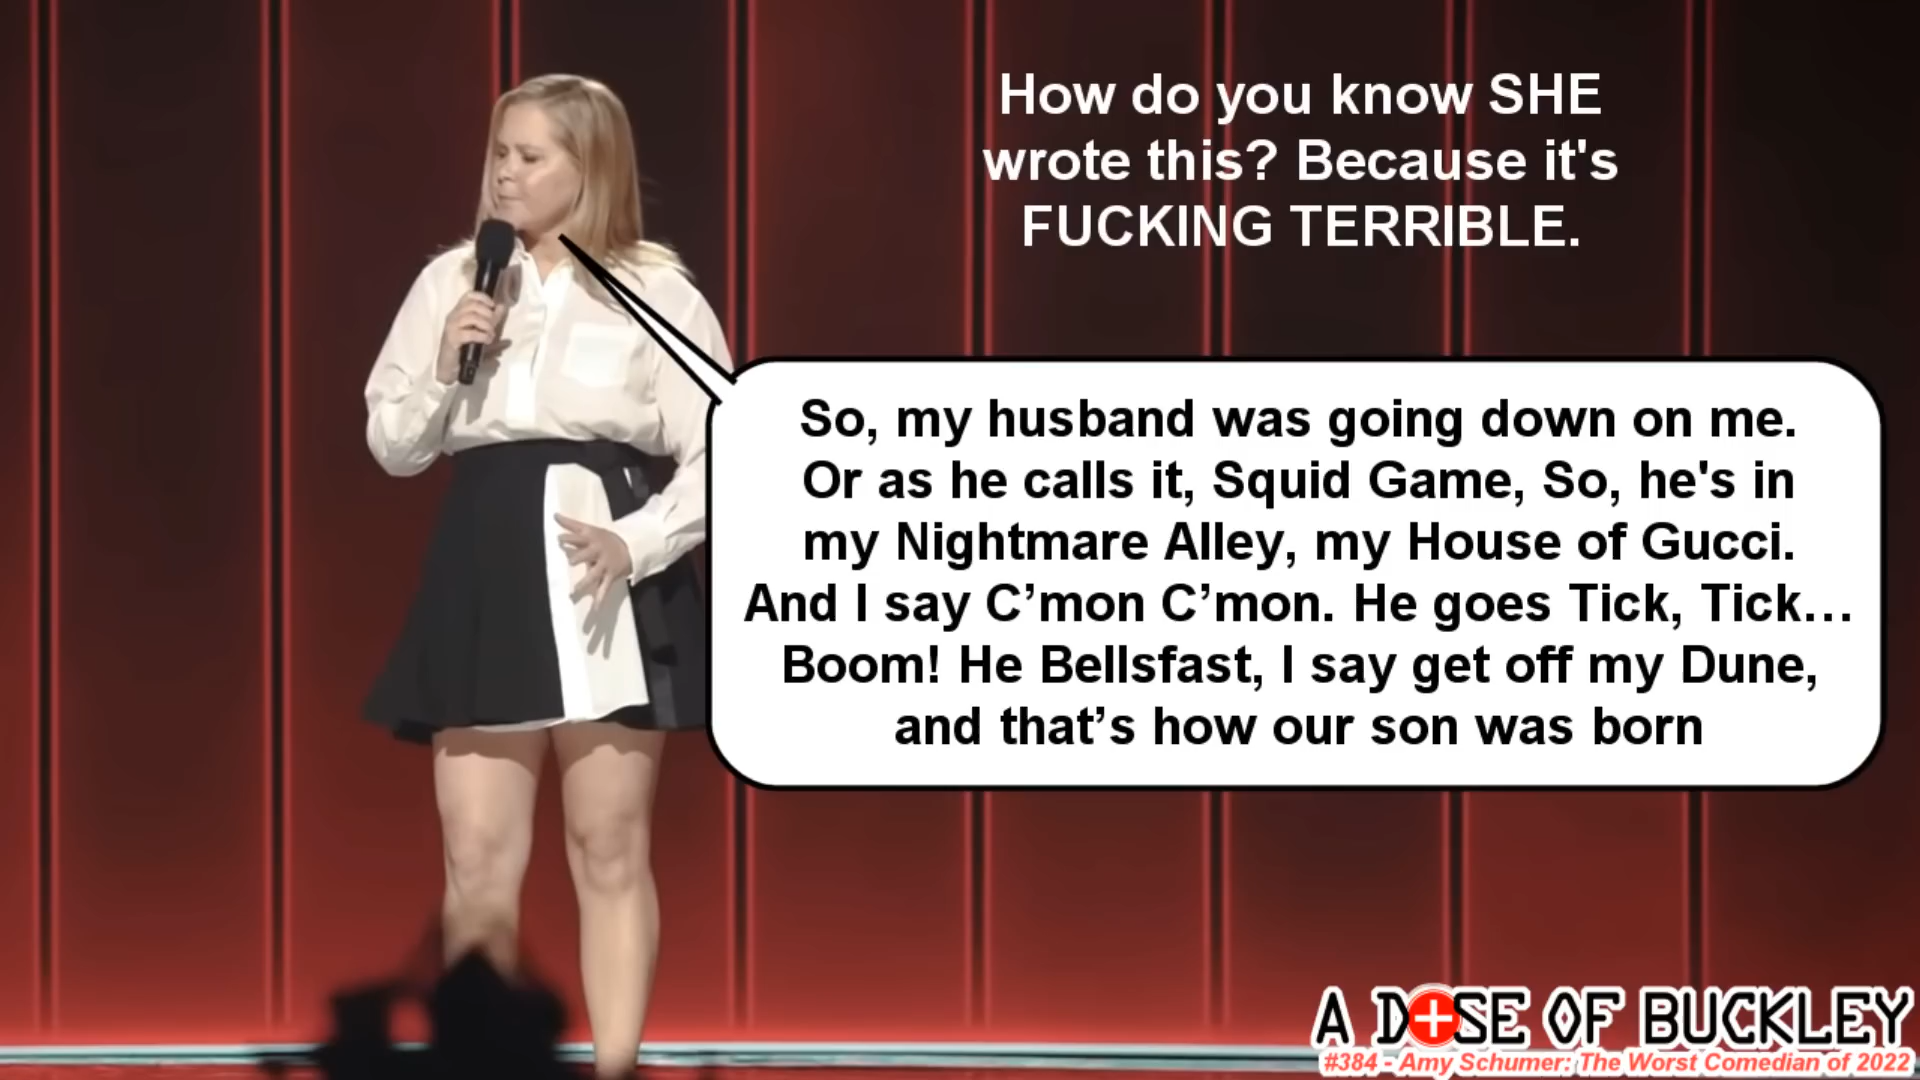 How do you know SHE
wrote this? Because it's
FUCKING TERRIBLE.
So, my husband was going down on me.
Or as he calls it, Squid Game, So, he's in
my Nightmare Alley, my House of Gucci.
And I say C’mon C’mon. He goes Tick, Tick…
Boom! He Bellsfast, I say get off my Dune,
and that’s how our son was born
A DOSE OF BUCKLEY
#384 - Amy Schumer: The Worst Comedian of 2022